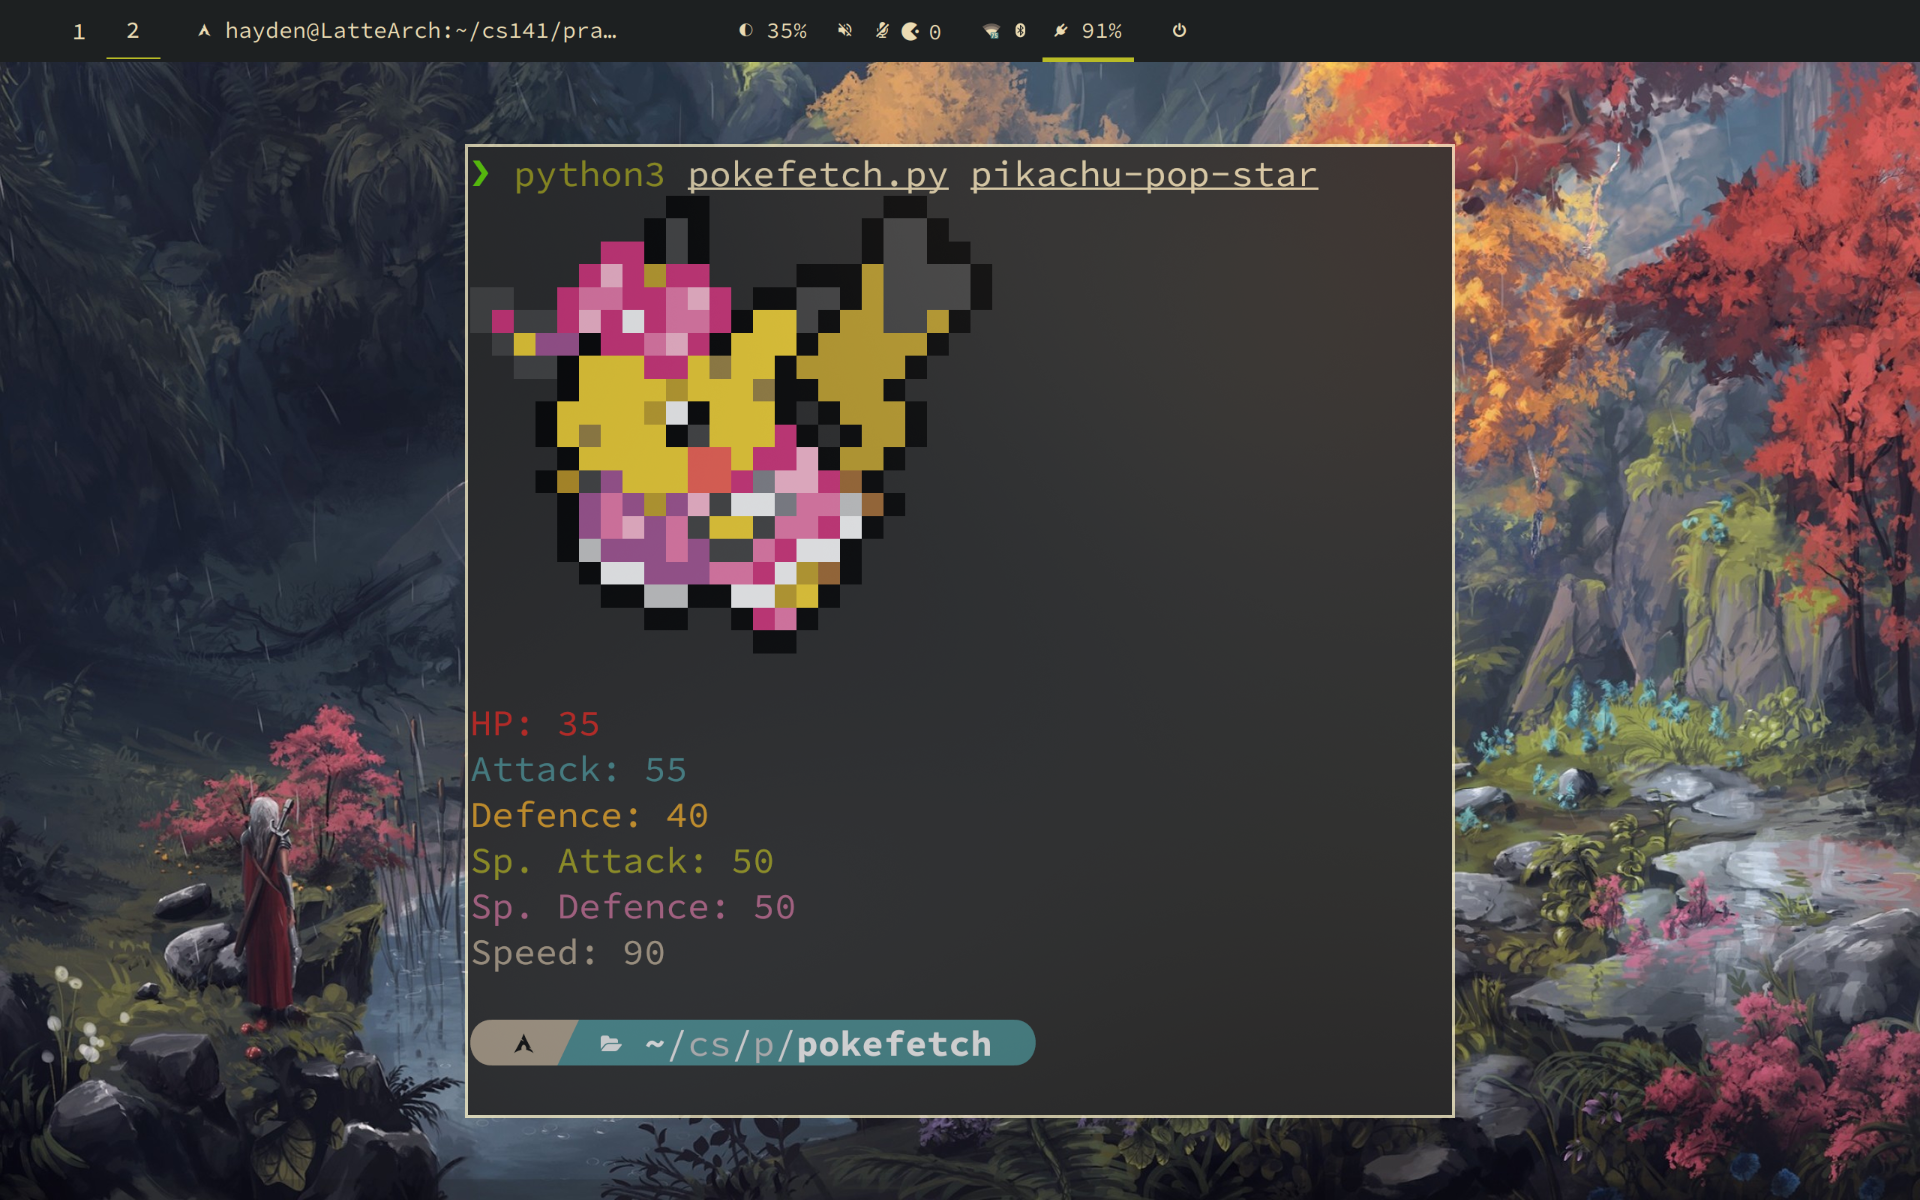 1 2 hayden@LatteArch:~/cs141/pra… 35% 0 91%
❯ python3 pokefetch.py pikachu-pop-star
HP: 35
Attack: 55
Defence: 40
Sp. Attack: 50
Sp. Defence: 50
Speed: 90
~/cs/p/pokefetch